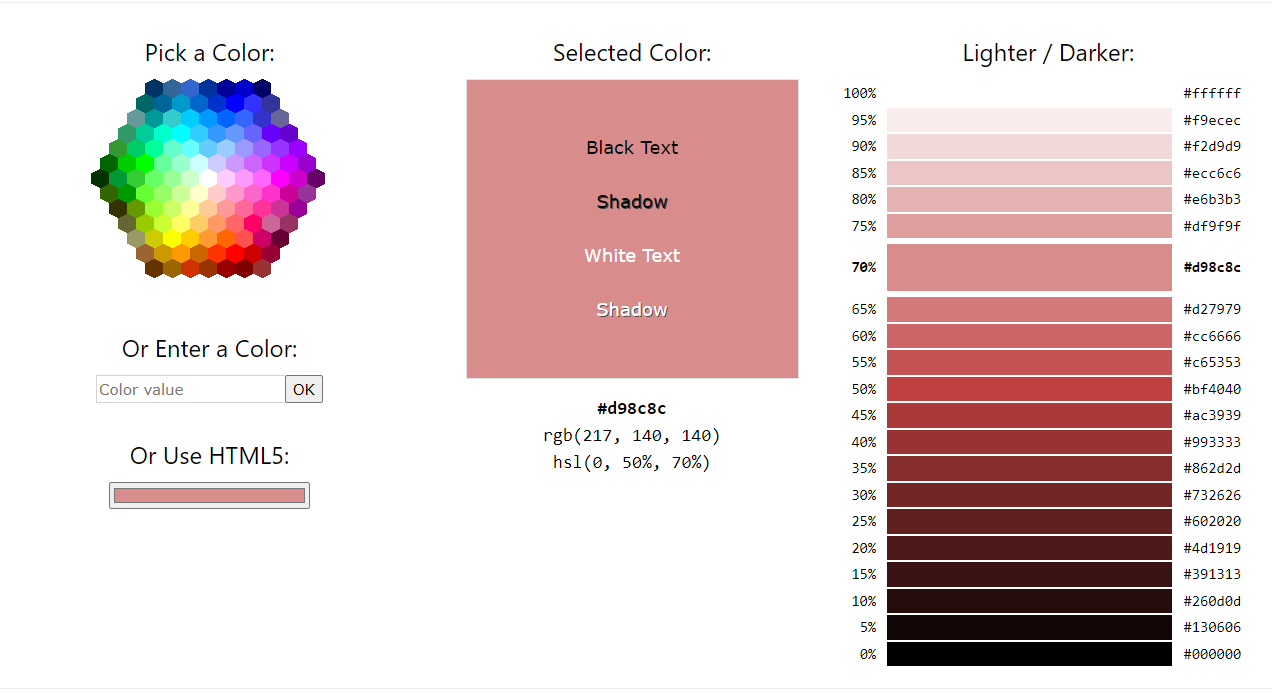 Pick a Color:
Or Enter a Color:
Color value
OK
Or Use HTML5:
Selected Color:
Black Text
Shadow
White Text
Shadow
#d98c8c
rgb(217, 140, 140)
hsl(0, 50%, 70%)
Lighter / Darker:
100% #ffffff
95% #f9ecec
90% #f2d9d9
85% #ecc6c6
80% #e6b3b3
75% #df9f9f
70% #d98c8c
65% #d27979
60% #cc6666
55% #c65353
50% #bf4040
45% #ac3939
40% #993333
35% #862d2d
30% #732626
25% #602020
20% #4d1919
15% #391313
10% #260d0d
5% #130606
0% #000000